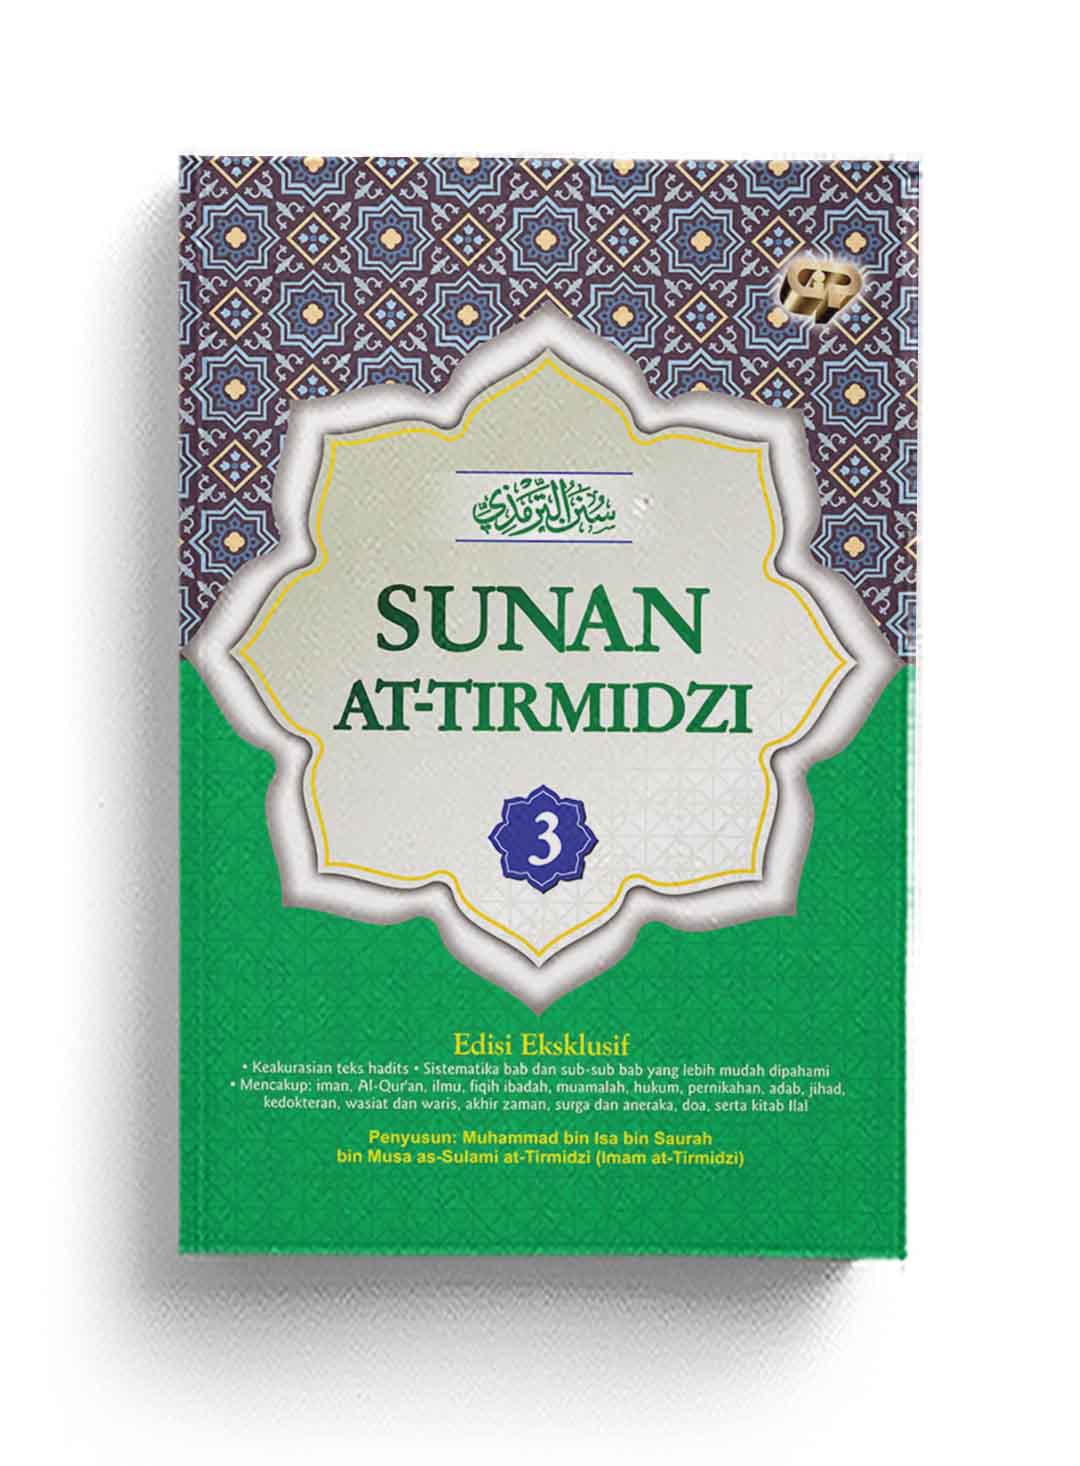 سُنَنُ التِّرْمِذِيِّ
SUNAN
AT-TIRMIDZI
3
Edisi Eksklusif
• Keakurasian teks hadits • Sistematika bab dan sub-sub bab yang lebih mudah dipahami
• Mencakup: iman, Al-Qur'an, ilmu, fiqih ibadah, muamalah, hukum, pernikahan, adab, jihad,
kedokteran, wasiat dan waris, akhir zaman, surga dan aneraka, doa, serta kitab Ilal
Penyusun: Muhammad bin Isa bin Saurah
bin Musa as-Sulami at-Tirmidzi (Imam at-Tirmidzi)